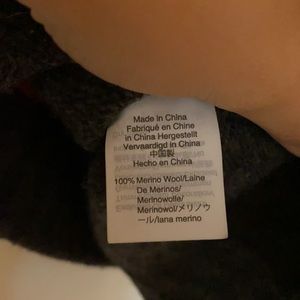 Made in China
Fabriqué en Chine
in China Hergestellt
Vervaardigd in China
中国製
Hecho en China
100% Merino Wool/Laine
De Merinos/
Merinowolle/
Merinowol/メリノウ
ール/lana merino